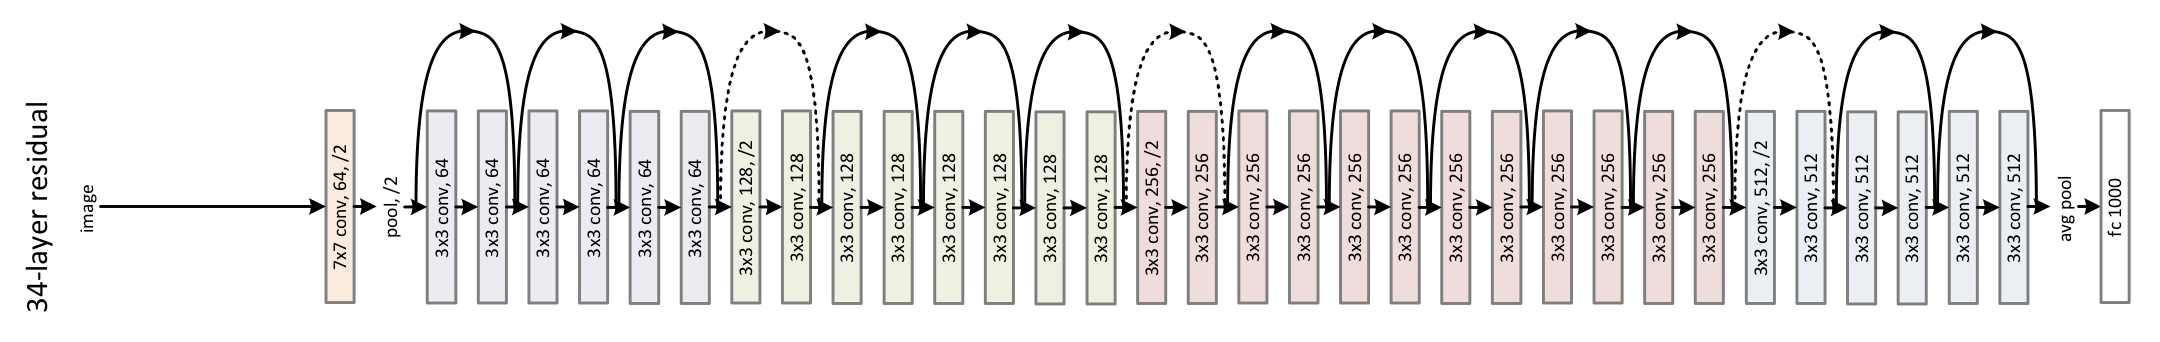 34-layer residual
image
7x7 conv, 64, /2
pool, /2
3x3 conv, 64
3x3 conv, 64
3x3 conv, 64
3x3 conv, 64
3x3 conv, 64
3x3 conv, 64
3x3 conv, 128, /2
3x3 conv, 128
3x3 conv, 128
3x3 conv, 128
3x3 conv, 128
3x3 conv, 128
3x3 conv, 128
3x3 conv, 128
3x3 conv, 256, /2
3x3 conv, 256
3x3 conv, 256
3x3 conv, 256
3x3 conv, 256
3x3 conv, 256
3x3 conv, 256
3x3 conv, 256
3x3 conv, 256
3x3 conv, 256
3x3 conv, 256
3x3 conv, 256
3x3 conv, 512, /2
3x3 conv, 512
3x3 conv, 512
3x3 conv, 512
3x3 conv, 512
3x3 conv, 512
avg pool
fc 1000